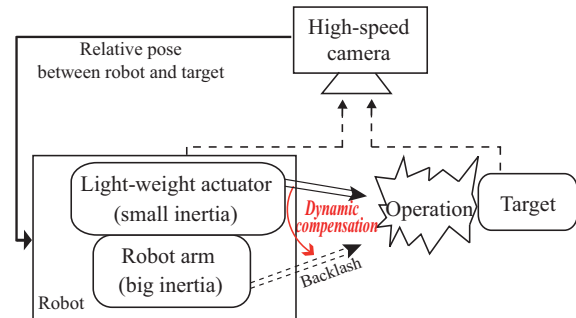 High-speed
camera
Relative pose
between robot and target
Light-weight actuator
(small inertia)
Dynamic
compensation
Operation
Target
Robot arm
(big inertia)
Backlash
Robot